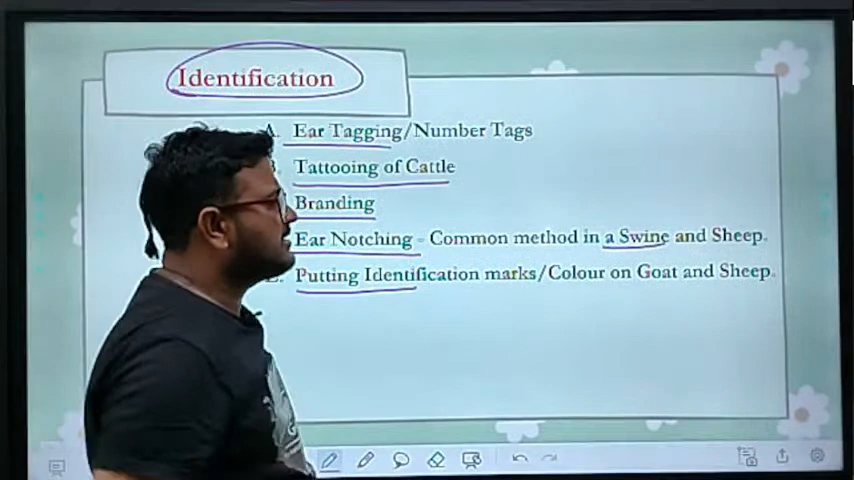 Identification
A. Ear Tagging/Number Tags
Tattooing of Cattle
Branding
Ear Notching - Common method in a Swine and Sheep.
E. Putting Identification marks/Colour on Goat and Sheep.